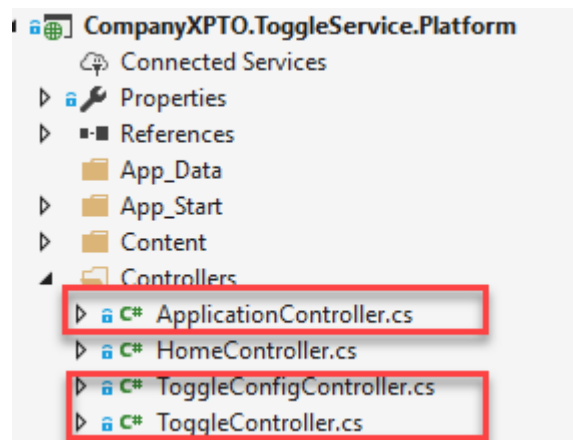 CompanyXPTO.ToggleService.Platform
Connected Services
Properties
References
App_Data
App_Start
Content
Controllers
C# ApplicationController.cs
C# HomeController.cs
C# ToggleConfigController.cs
C# ToggleController.cs